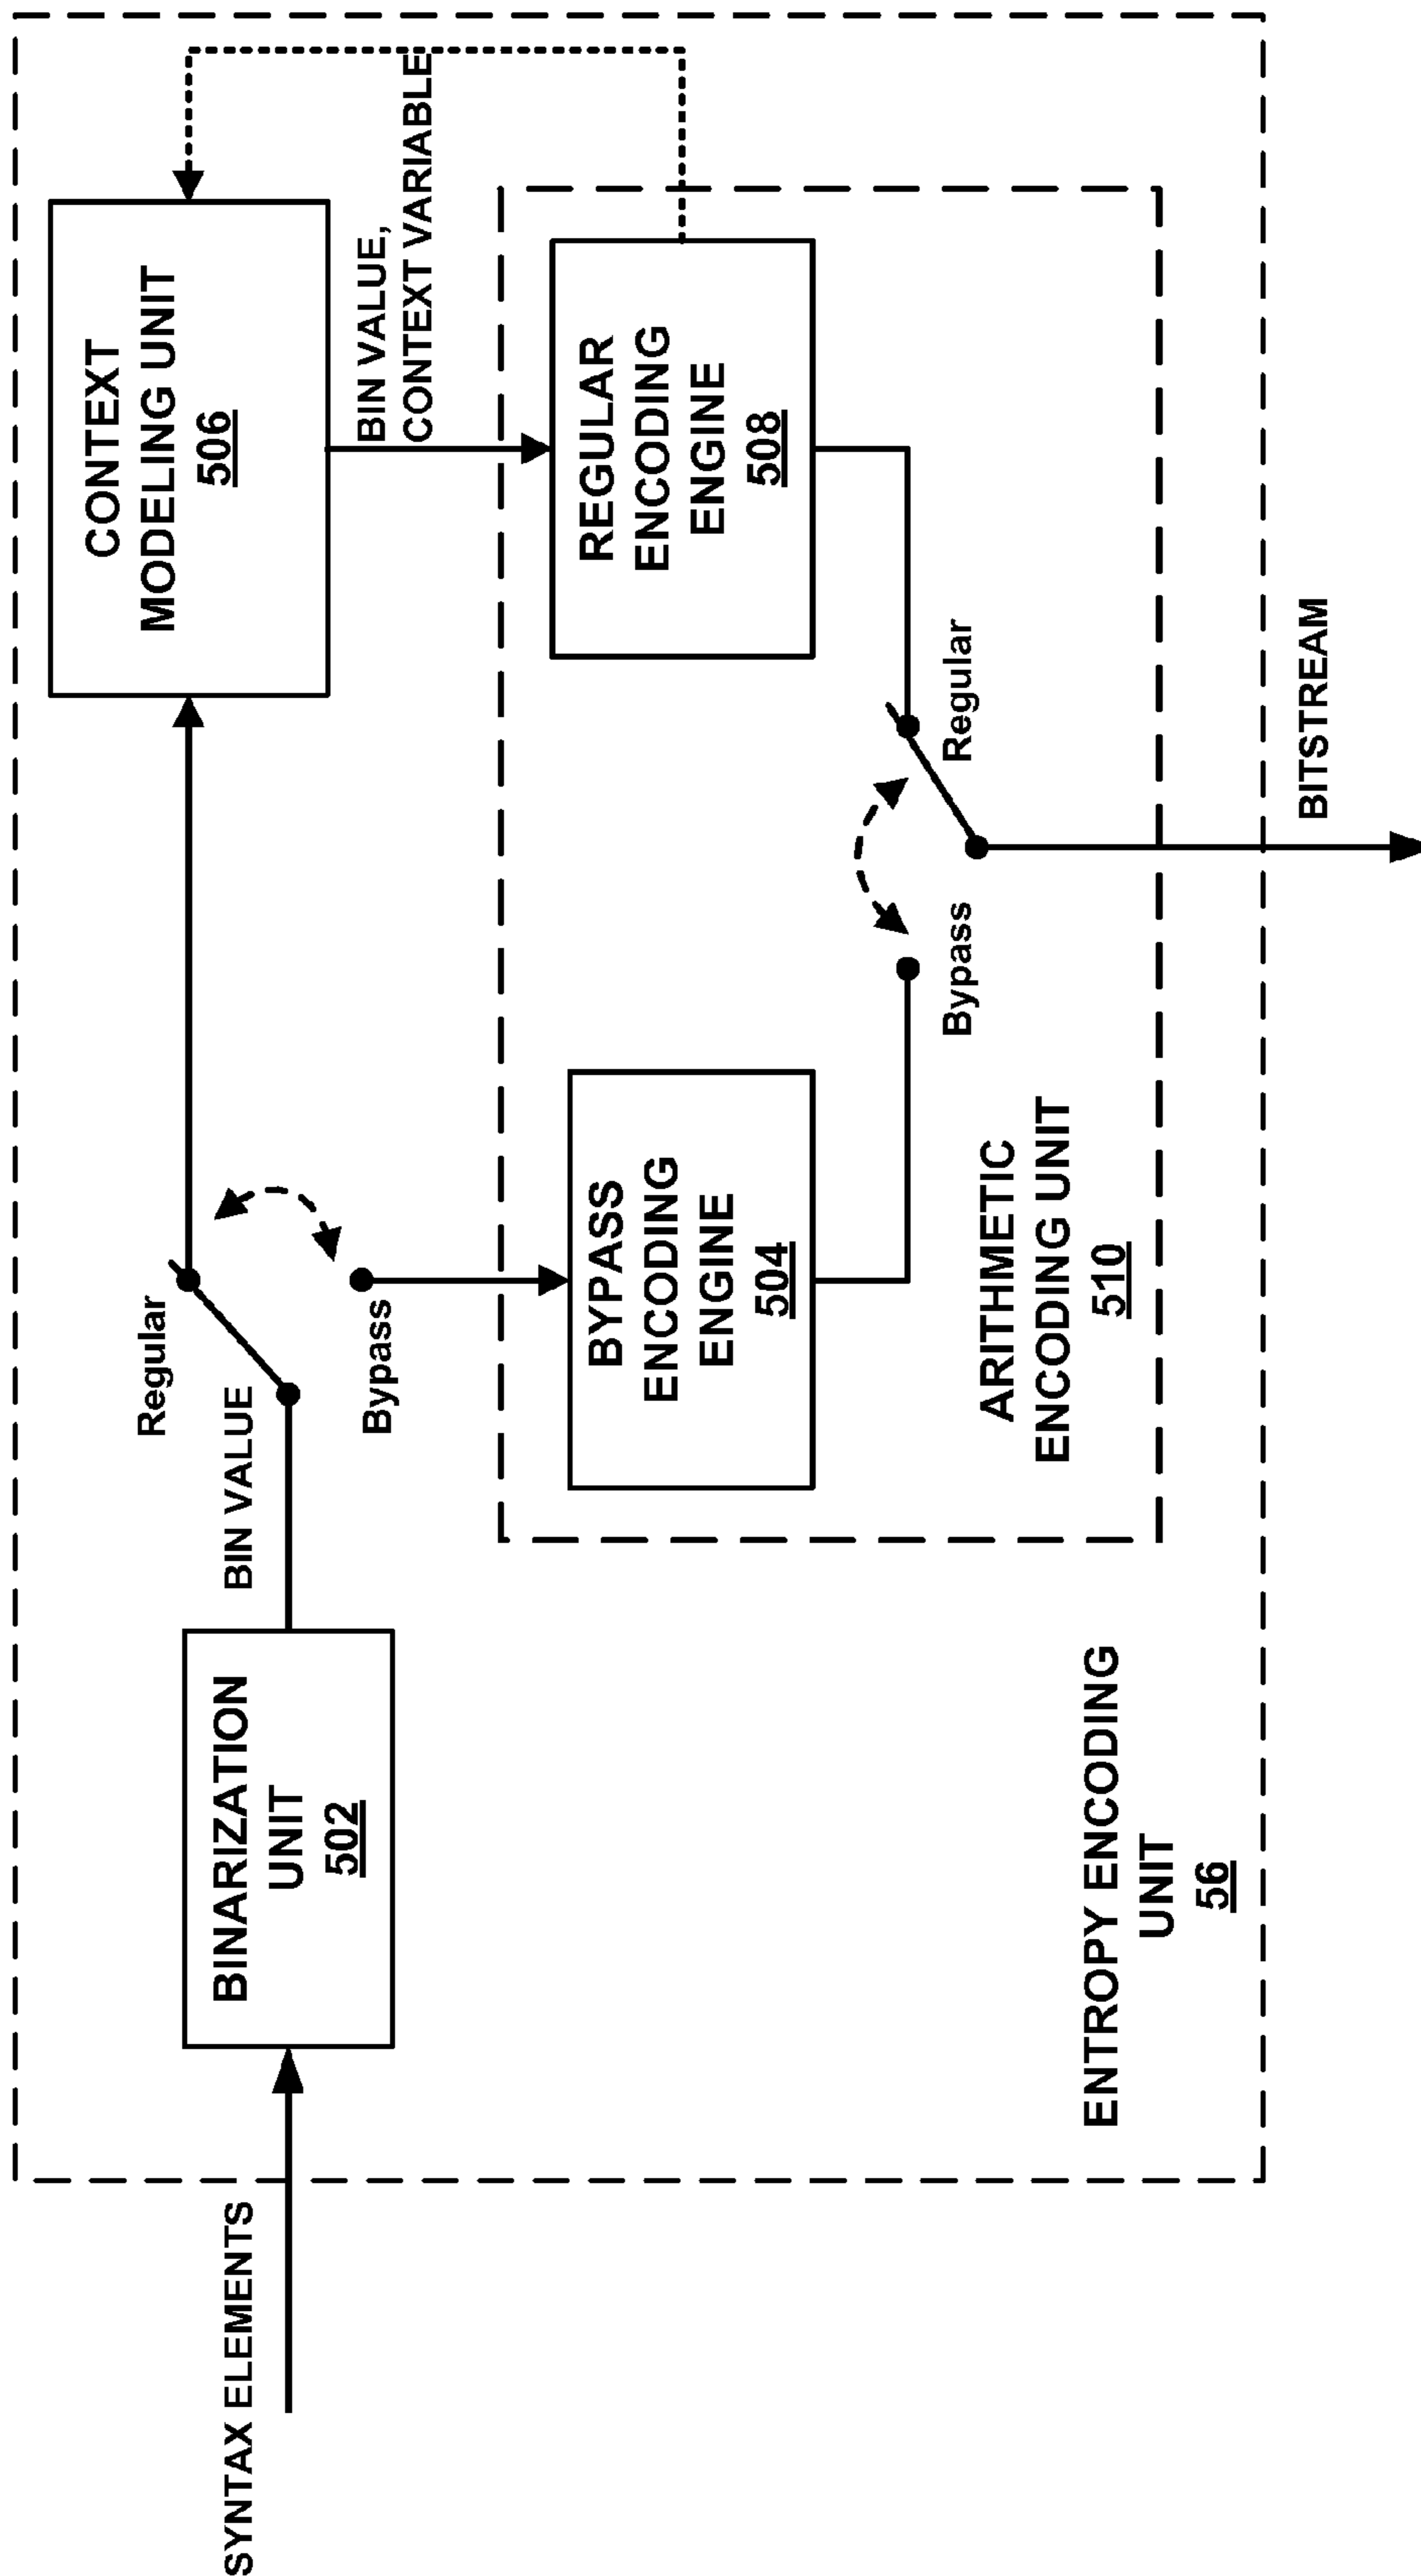 SYNTAX ELEMENTS
BINARIZATION
UNIT
502
BIN VALUE
Regular
Bypass
CONTEXT
MODELING UNIT
506
BIN VALUE,
CONTEXT VARIABLE
BYPASS
ENCODING
ENGINE
504
REGULAR
ENCODING
ENGINE
508
Bypass
Regular
ARITHMETIC
ENCODING UNIT
510
ENTROPY ENCODING
UNIT
56
BITSTREAM